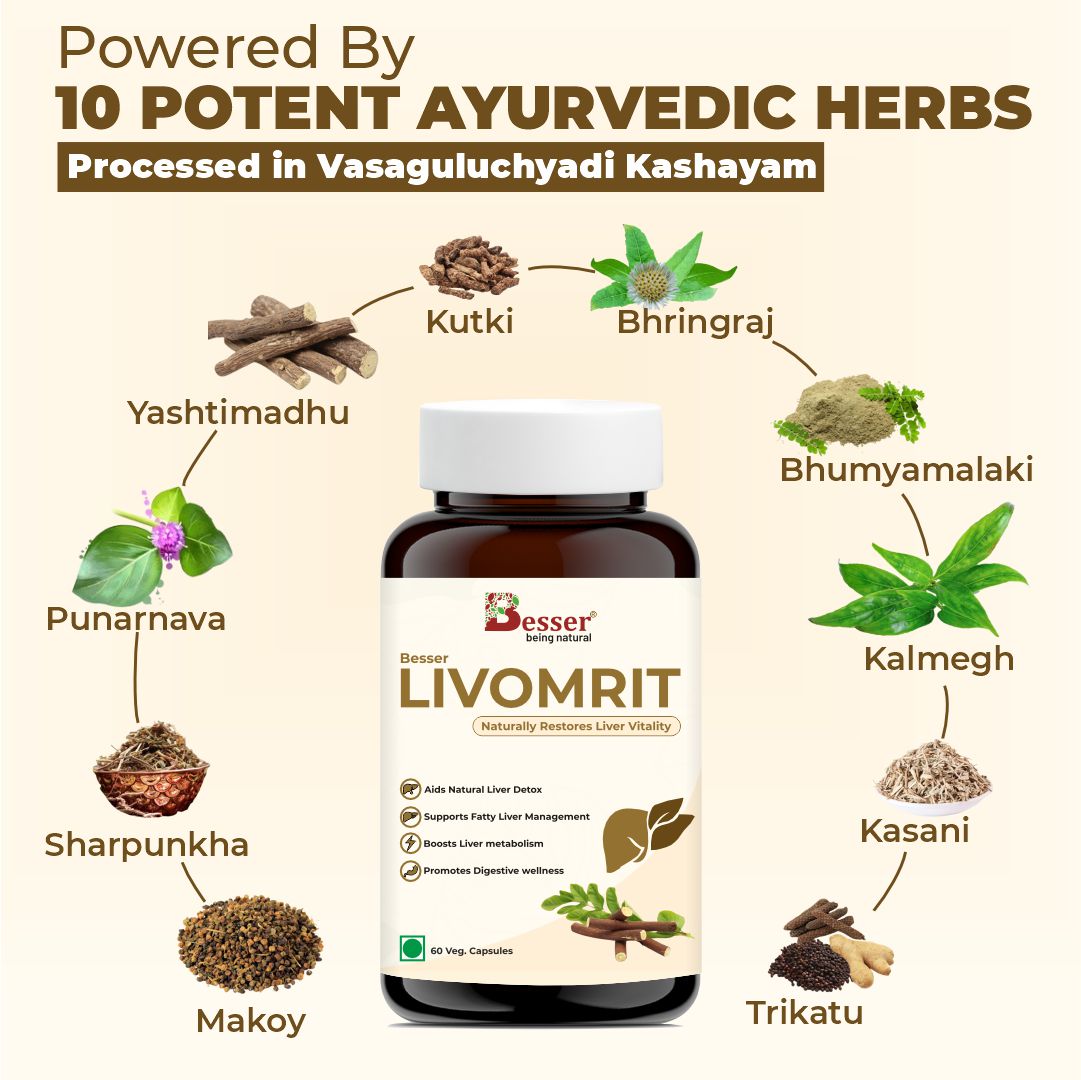 Powered By
10 POTENT AYURVEDIC HERBS
Processed in Vasaguluchyadi Kashayam
Kutki
Bhringraj
Yashtimadhu
Bhumyamalaki
Punarnava
Kalmegh
Sharpunkha
Kasani
Makoy
Trikatu
Besser®
being natural
Besser
LIVOMRIT
Naturally Restores Liver Vitality
Aids Natural Liver Detox
Supports Fatty Liver Management
Boosts Liver metabolism
Promotes Digestive wellness
60 Veg. Capsules